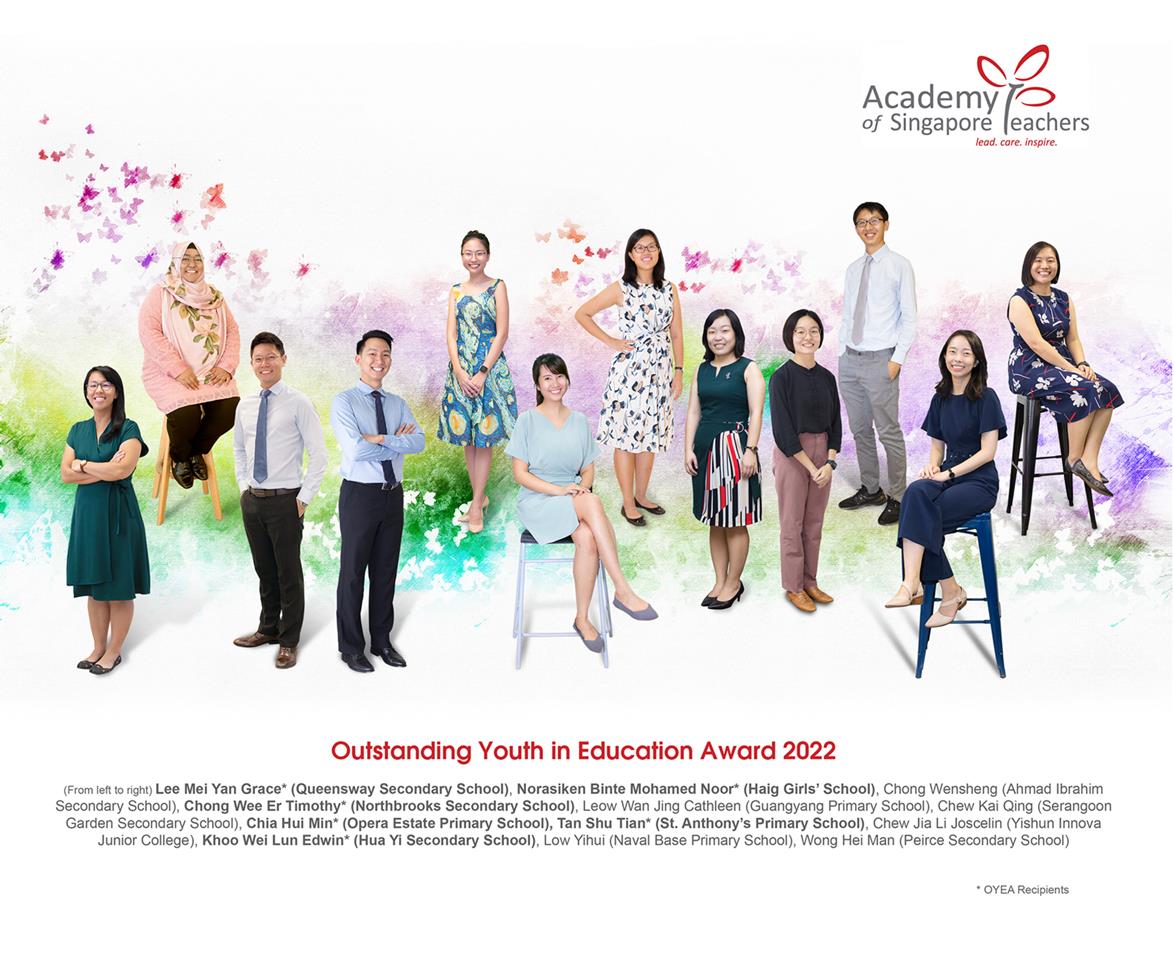 Academy
of Singapore Teachers
lead. care. inspire.
Outstanding Youth in Education Award 2022
(From left to right) Lee Mei Yan Grace* (Queensway Secondary School), Norasiken Binte Mohamed Noor* (Haig Girls' School), Chong Wensheng (Ahmad Ibrahim
Secondary School), Chong Wee Er Timothy* (Northbrooks Secondary School), Leow Wan Jing Cathleen (Guangyang Primary School), Chew Kai Qing (Serangoon
Garden Secondary School), Chia Hui Min* (Opera Estate Primary School), Tan Shu Tian* (St. Anthony's Primary School), Chew Jia Li Joscelin (Yishun Innova
Junior College), Khoo Wei Lun Edwin* (Hua Yi Secondary School), Low Yihui (Naval Base Primary School), Wong Hei Man (Peirce Secondary School)
* OYEA Recipients